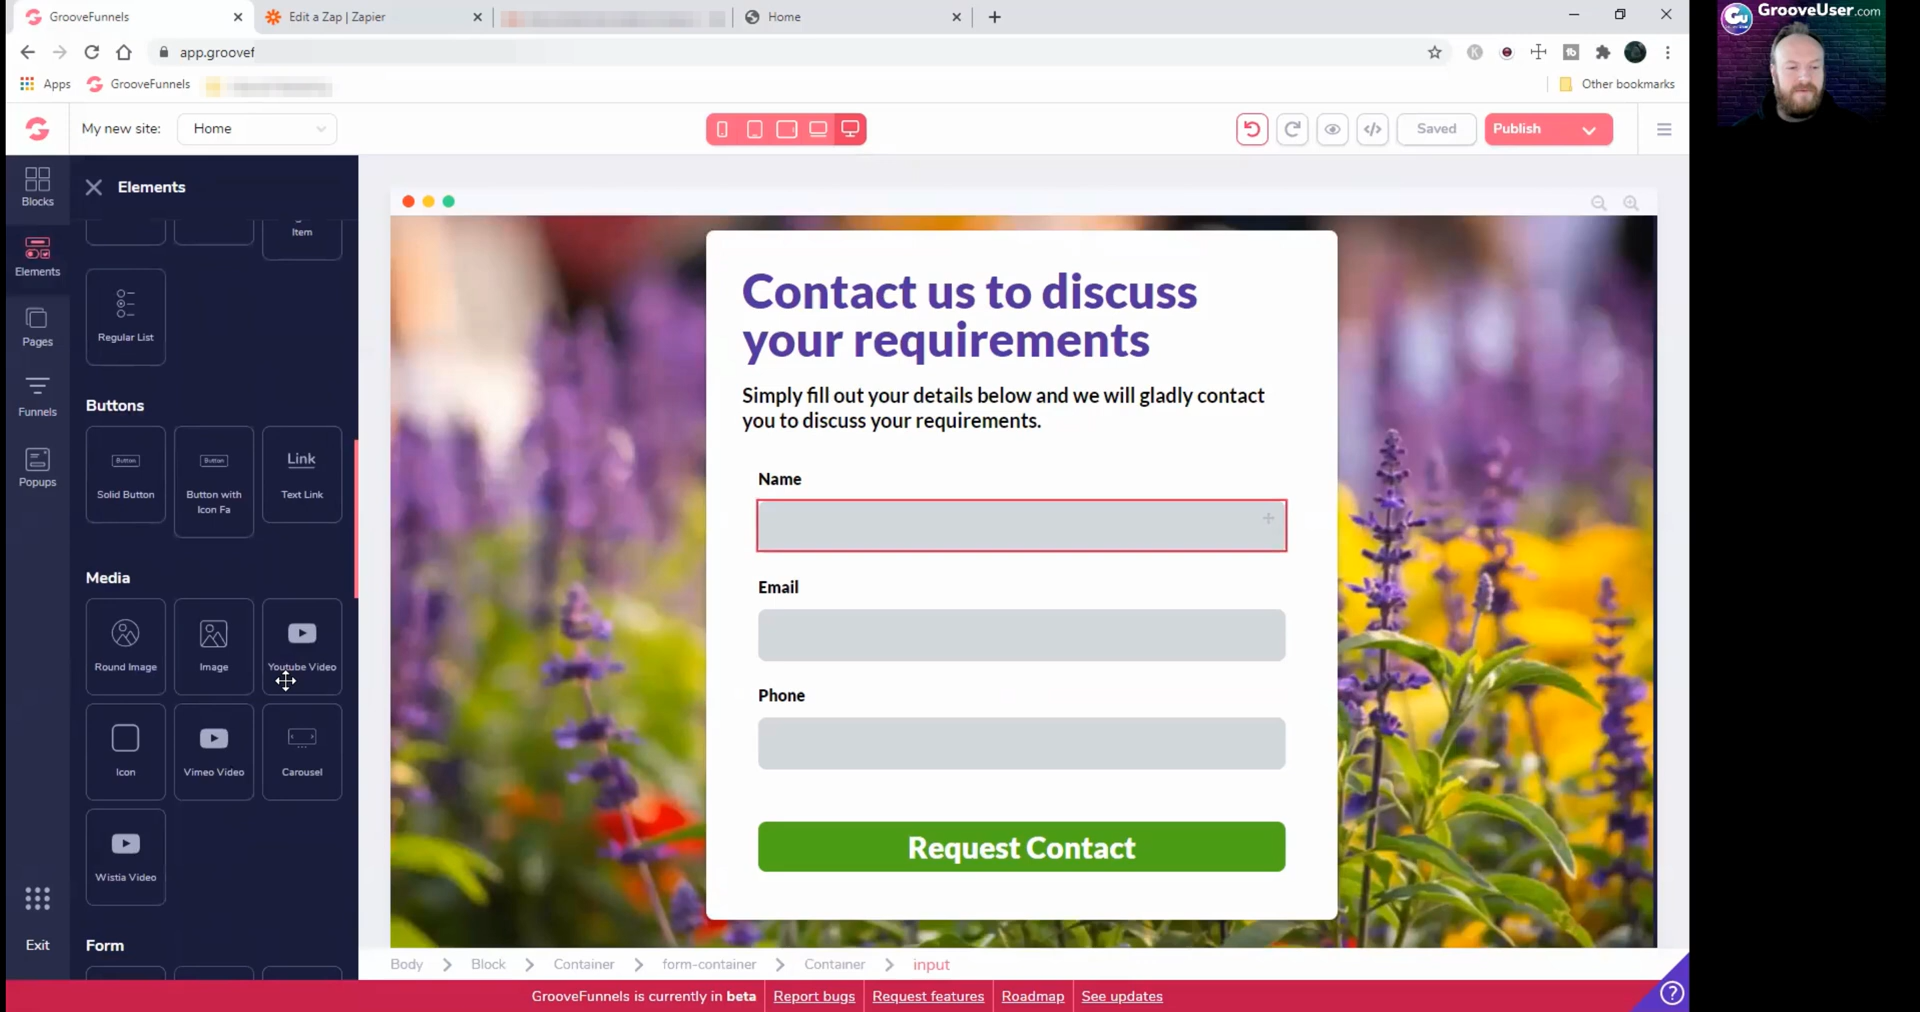 GrooveFunnels
Edit a Zap | Zapier
Home
GrooveUser.com
Gu
app.groovef
Apps
GrooveFunnels
Other bookmarks
My new site:
Home
Saved
Publish
Blocks
Elements
Pages
Funnels
Popups
Exit
Elements
Item
Regular List
Buttons
Button
Solid Button
Button
Button with
Icon Fa
Link
Text Link
Media
Round Image
Image
Youtube Video
Icon
Vimeo Video
Carousel
Wistia Video
Form
Contact us to discuss
your requirements
Simply fill out your details below and we will gladly contact
you to discuss your requirements.
Name
Email
Phone
Request Contact
Body
Block
Container
form-container
Container
input
GrooveFunnels is currently in beta
Report bugs
Request features
Roadmap
See updates